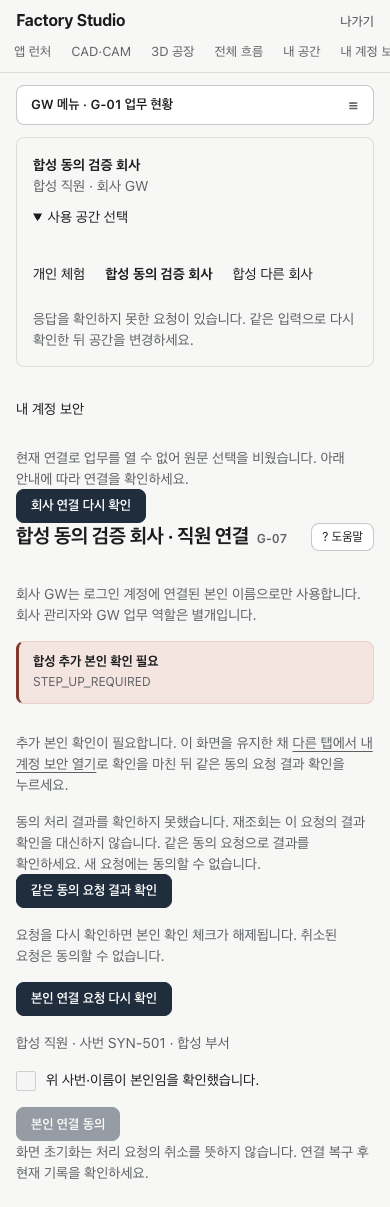 Factory Studio
나가기
앱 런처 CAD·CAM 3D 공장 전체 흐름 내 공간 내 계정 보
GW 메뉴 · G-01 업무 현황 ≡
합성 동의 검증 회사
합성 직원 · 회사 GW
▼ 사용 공간 선택
개인 체험 합성 동의 검증 회사 합성 다른 회사
응답을 확인하지 못한 요청이 있습니다. 같은 입력으로 다시
확인한 뒤 공간을 변경하세요.
내 계정 보안
현재 연결로 업무를 열 수 없어 원문 선택을 비웠습니다. 아래
안내에 따라 연결을 확인하세요.
회사 연결 다시 확인
합성 동의 검증 회사 · 직원 연결 G-07
? 도움말
회사 GW는 로그인 계정에 연결된 본인 이름으로만 사용합니다.
회사 관리자와 GW 업무 역할은 별개입니다.
합성 추가 본인 확인 필요
STEP_UP_REQUIRED
추가 본인 확인이 필요합니다. 이 화면을 유지한 채 다른 탭에서 내
계정 보안 열기로 확인을 마친 뒤 같은 동의 요청 결과 확인을
누르세요.
동의 처리 결과를 확인하지 못했습니다. 재조회는 이 요청의 결과
확인을 대신하지 않습니다. 같은 동의 요청으로 결과를
확인하세요. 새 요청에는 동의할 수 없습니다.
같은 동의 요청 결과 확인
요청을 다시 확인하면 본인 확인 체크가 해제됩니다. 취소된
요청은 동의할 수 없습니다.
본인 연결 요청 다시 확인
합성 직원 · 사번 SYN-501 · 합성 부서
위 사번·이름이 본인임을 확인했습니다.
본인 연결 동의
화면 초기화는 처리 요청의 취소를 뜻하지 않습니다. 연결 복구 후
현재 기록을 확인하세요.